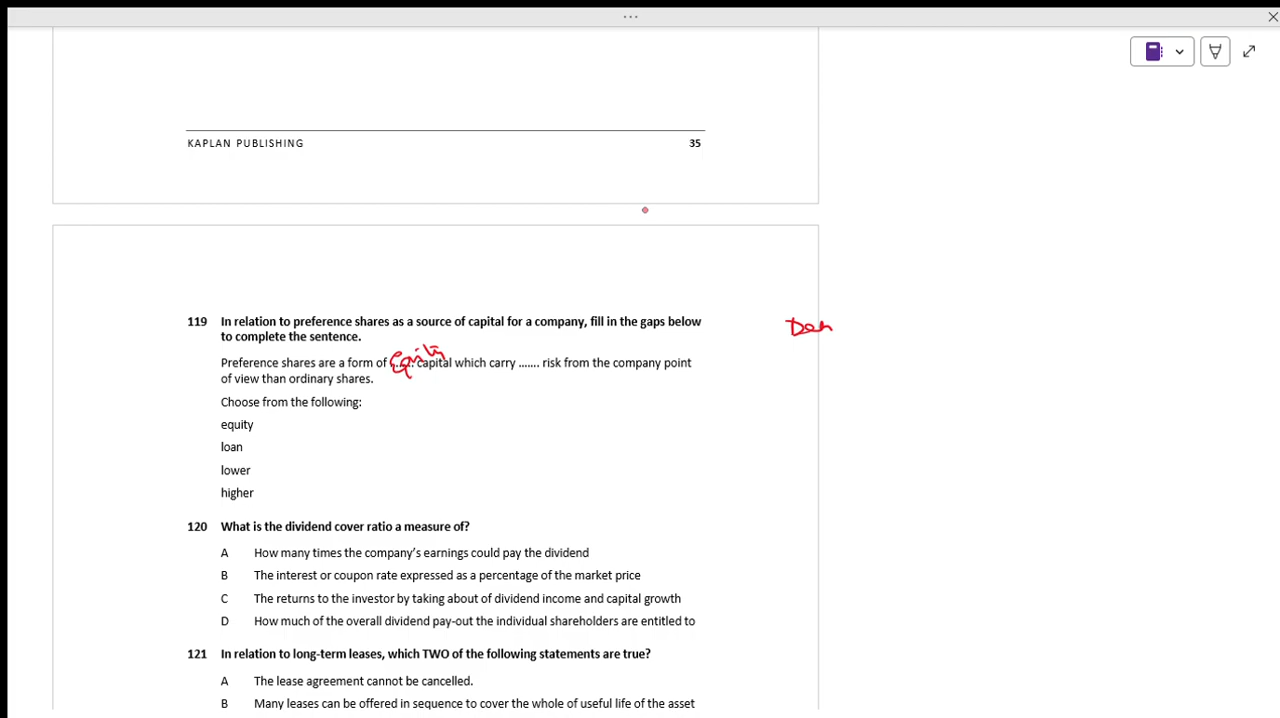 KAPLAN PUBLISHING 35
119 In relation to preference shares as a source of capital for a company, fill in the gaps below
to complete the sentence.
Preference shares are a form of Equity capital which carry ....... risk from the company point
of view than ordinary shares.
Choose from the following:
equity
loan
lower
higher
120 What is the dividend cover ratio a measure of?
A How many times the company's earnings could pay the dividend
B The interest or coupon rate expressed as a percentage of the market price
C The returns to the investor by taking about of dividend income and capital growth
D How much of the overall dividend pay-out the individual shareholders are entitled to
121 In relation to long-term leases, which TWO of the following statements are true?
A The lease agreement cannot be cancelled.
B Many leases can be offered in sequence to cover the whole of useful life of the asset